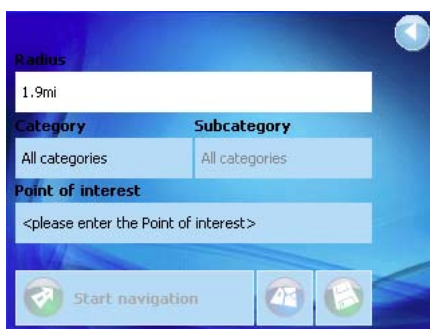 Radius
1.9mi
Category Subcategory
All categories All categories
Point of interest
<please enter the Point of interest>
Start navigation